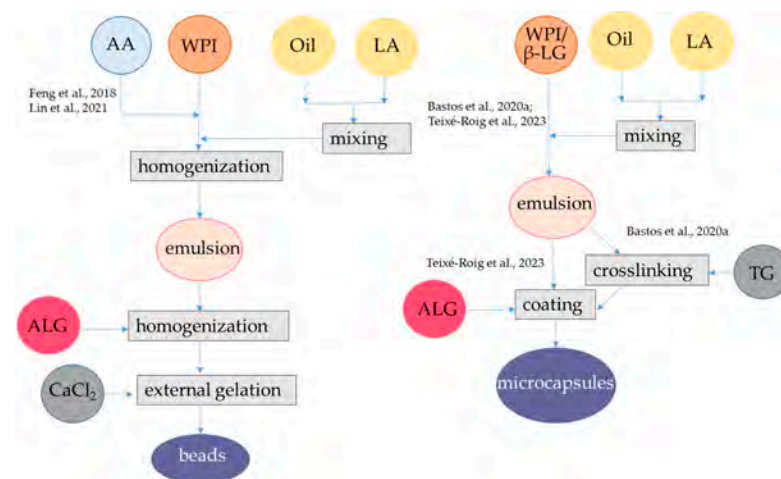 AA
WPI
Oil
LA
Feng et al., 2018
Lin et al., 2021
mixing
homogenization
emulsion
ALG
homogenization
CaCl₂
external gelation
beads
WPI/
β-LG
Oil
LA
Bastos et al., 2020a;
Teixé-Roig et al., 2023
mixing
emulsion
Bastos et al., 2020a
Teixé-Roig et al., 2023
crosslinking
TG
ALG
coating
microcapsules